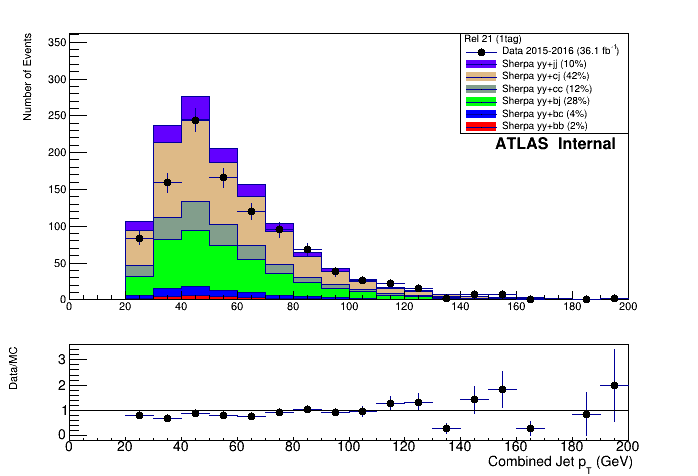 Number of Events
350
300
250
200
150
100
50
0
0 20 40 60 80 100 120 140 160 180 200
Rel 21 (1tag)
Data 2015-2016 (36.1 fb⁻¹)
Sherpa yy+jj (10%)
Sherpa yy+cj (42%)
Sherpa yy+cc (12%)
Sherpa yy+bj (28%)
Sherpa yy+bc (4%)
Sherpa yy+bb (2%)
ATLAS Internal
Data/MC
3
2
1
0
0 20 40 60 80 100 120 140 160 180 200
Combined Jet p_T (GeV)